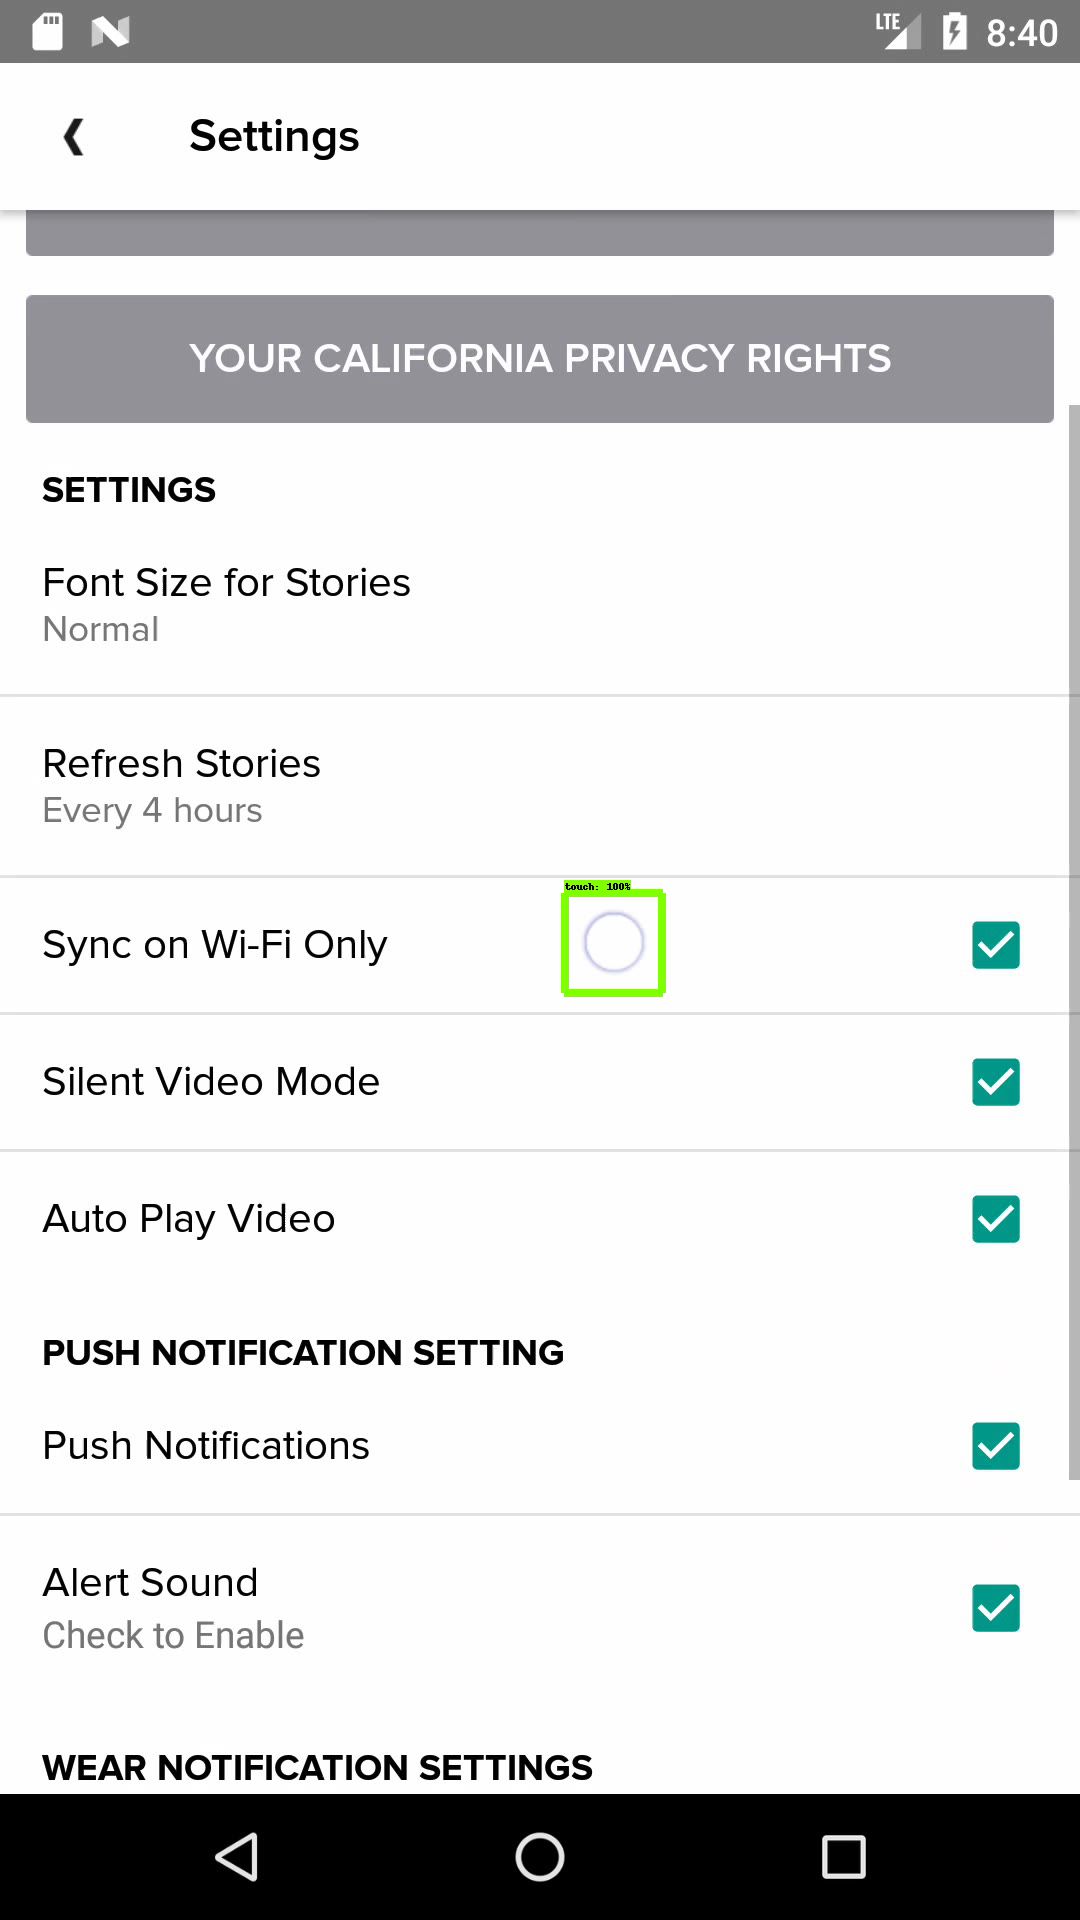 LTE 8:40
Settings
YOUR CALIFORNIA PRIVACY RIGHTS
SETTINGS
Font Size for Stories
Normal
Refresh Stories
Every 4 hours
touch: 100%
Sync on Wi-Fi Only
Silent Video Mode
Auto Play Video
PUSH NOTIFICATION SETTING
Push Notifications
Alert Sound
Check to Enable
WEAR NOTIFICATION SETTINGS